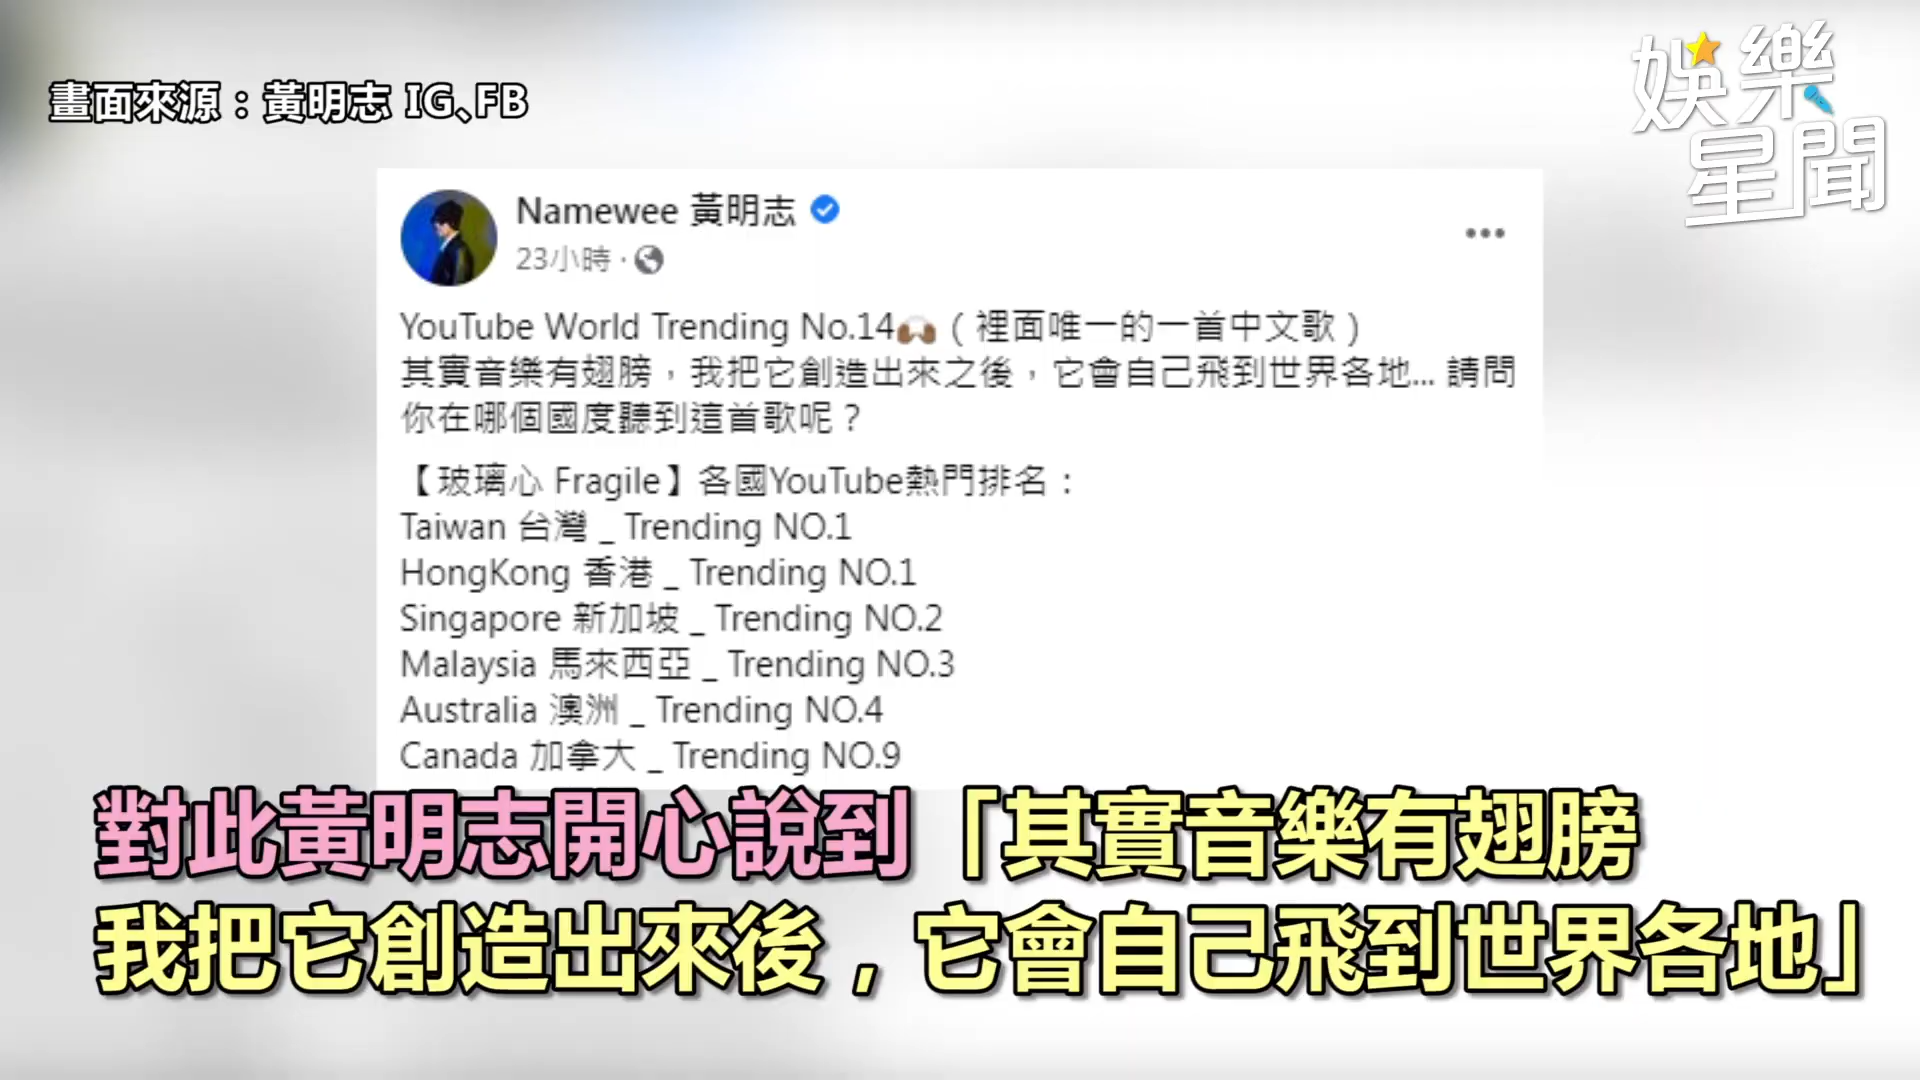 畫面來源：黃明志 IG、FB
娛樂
星聞
Namewee 黃明志
23小時 ·
YouTube World Trending No.14🙌🏽（裡面唯一的一首中文歌）
其實音樂有翅膀，我把它創造出來之後，它會自己飛到世界各地... 請問
你在哪個國度聽到這首歌呢？
【玻璃心 Fragile】各國YouTube熱門排名：
Taiwan 台灣 _ Trending NO.1
HongKong 香港 _ Trending NO.1
Singapore 新加坡 _ Trending NO.2
Malaysia 馬來西亞 _ Trending NO.3
Australia 澳洲 _ Trending NO.4
Canada 加拿大 _ Trending NO.9
對此黃明志開心說到「其實音樂有翅膀
我把它創造出來後，它會自己飛到世界各地」